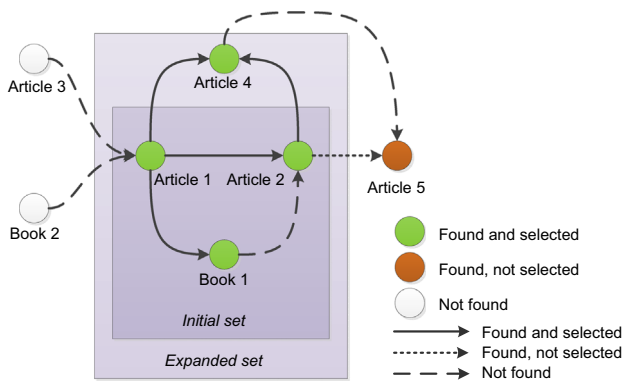 Article 3
Article 4
Article 1
Article 2
Article 5
Book 2
Book 1
Initial set
Expanded set
Found and selected
Found, not selected
Not found
Found and selected
Found, not selected
Not found